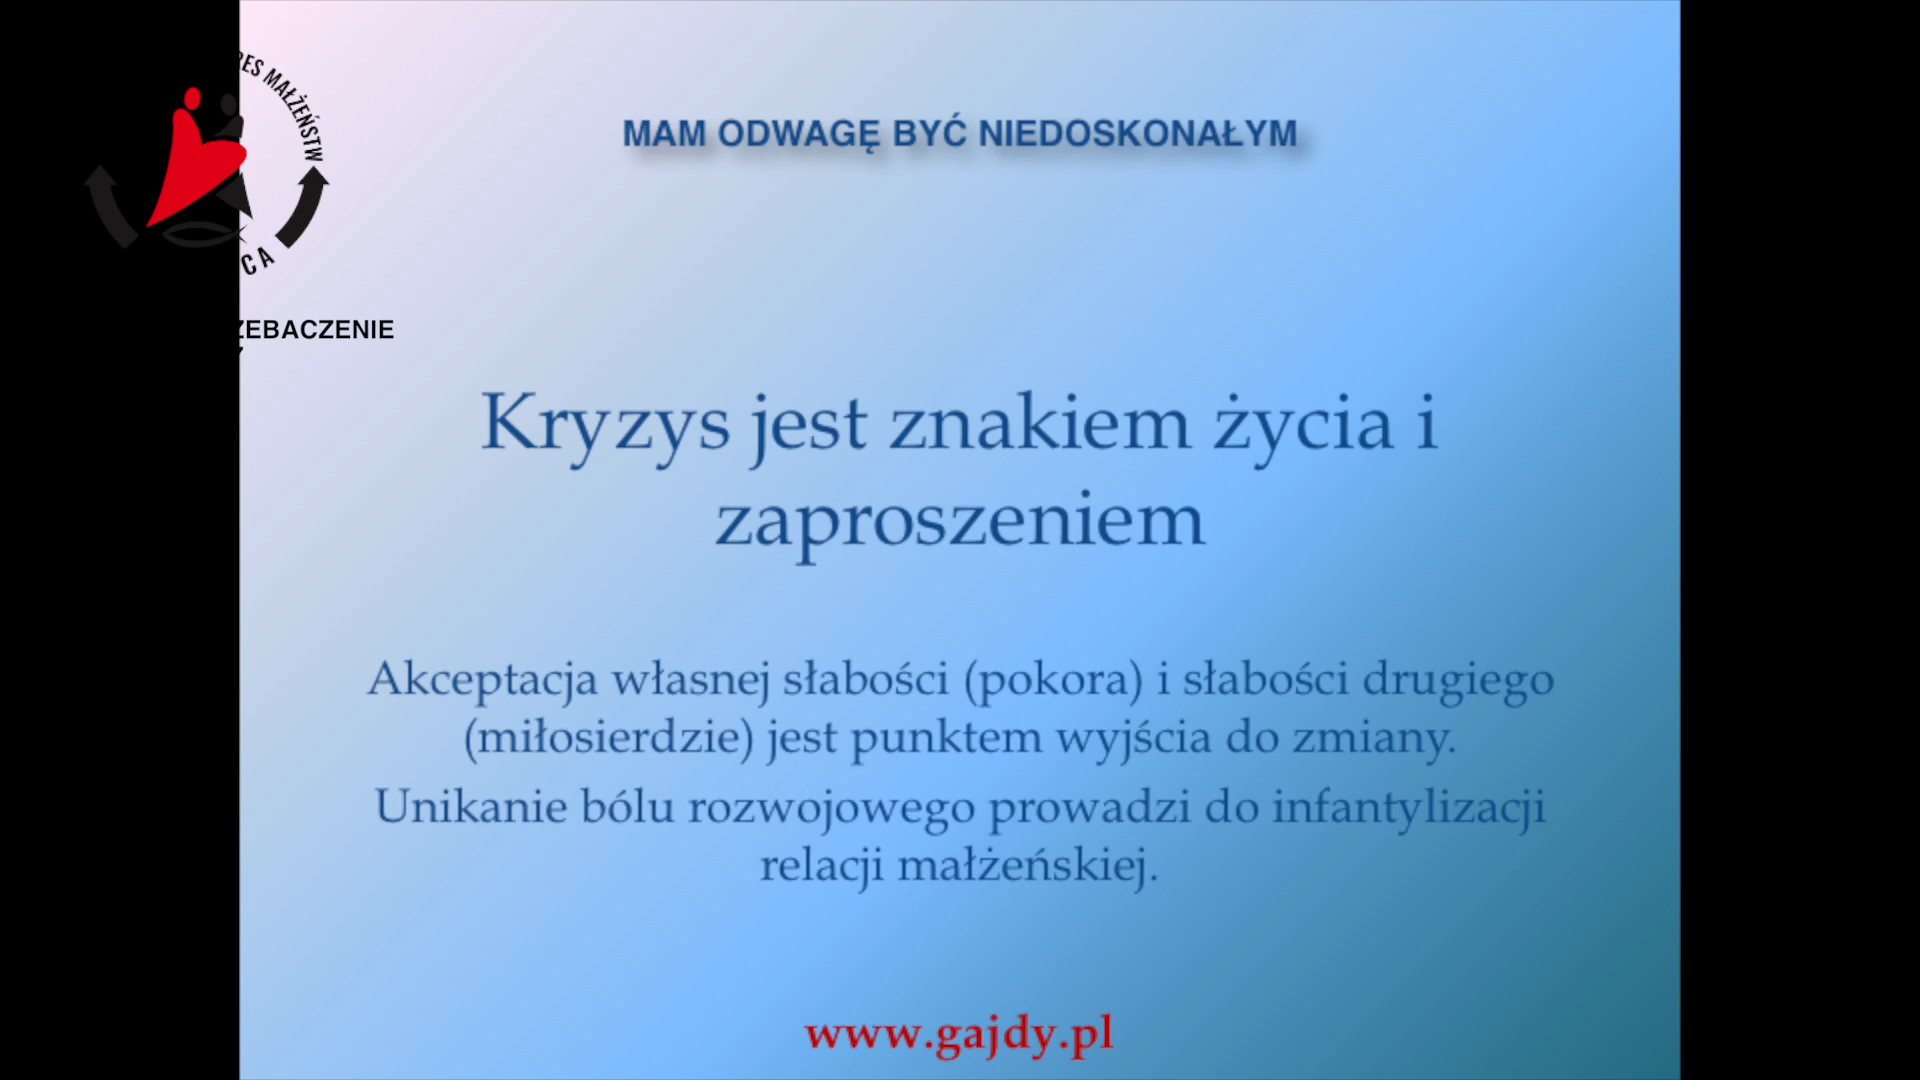 MAŁŻEŃSTW
MAM ODWAGĘ BYĆ NIEDOSKONAŁYM
Kryzys jest znakiem życia i
zaproszeniem
Akceptacja własnej słabości (pokora) i słabości drugiego
(miłosierdzie) jest punktem wyjścia do zmiany.
Unikanie bólu rozwojowego prowadzi do infantylizacji
relacji małżeńskiej.
www.gajdy.pl